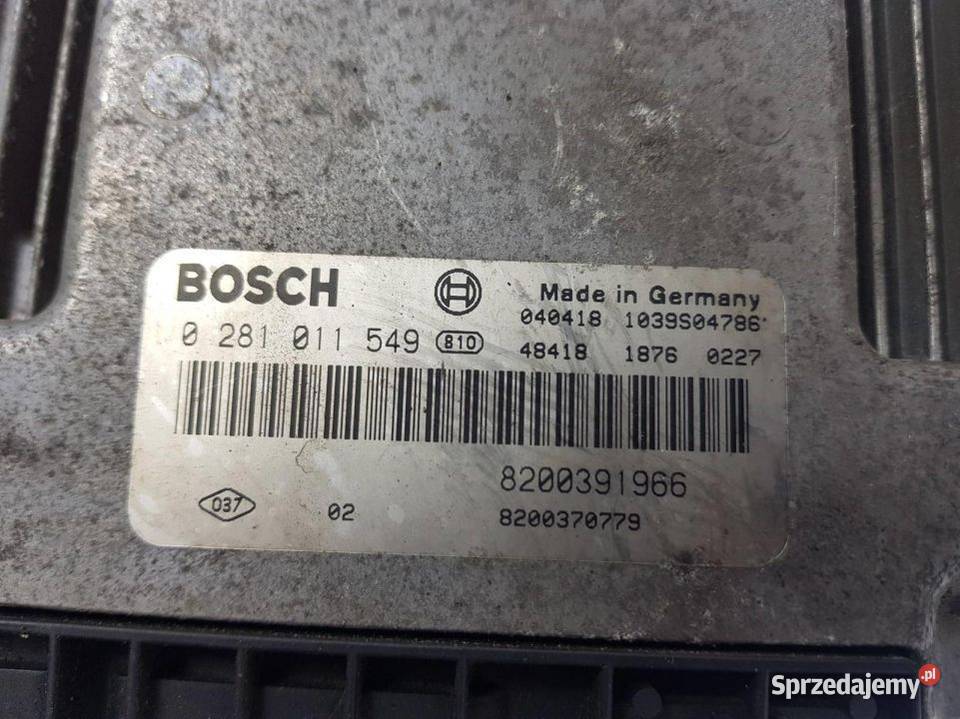 BOSCH Made in Germany
040418 1039S04786
0 281 011 549 810 48418 1876 0227
8200391966
037 02 8200370779
Sprzedajemy.pl